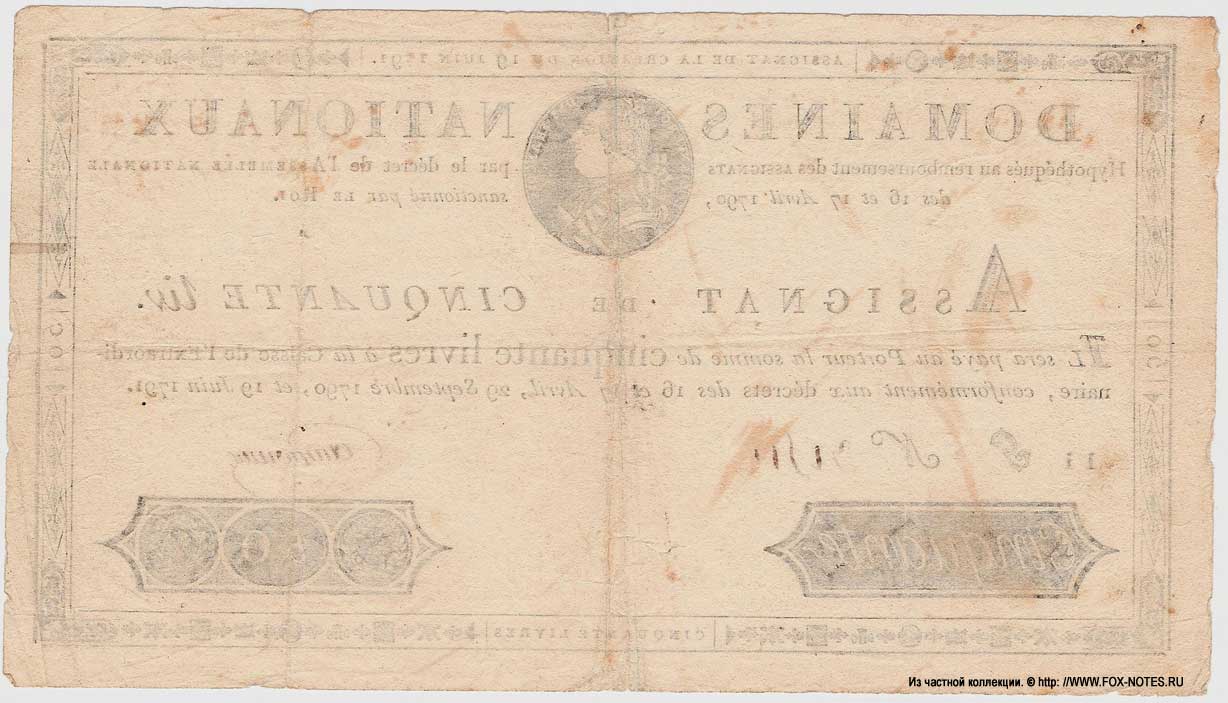 ASSIGNAT DE LA CRÉATION DU 19 JUIN 1791.
DOMAINES NATIONAUX
Hypothéqués au remboursement des ASSIGNATS par le décret de l'ASSEMBLÉE NATIONALE
des 16 et 17 Avril 1790, sanctionné par LE ROI.
ASSIGNAT DE CINQUANTE liv.
IL sera payé au Porteur la somme de cinquante livres à la Caisse de l'Extraordi-
naire, conformément aux décrets des 16 et 17 Avril, 29 Septembre 1790, et 19 Juin 1791.
N
Cinquante
CINQUANTE LIVRES
Из частной коллекции. © http: //WWW.FOX-NOTES.РУ